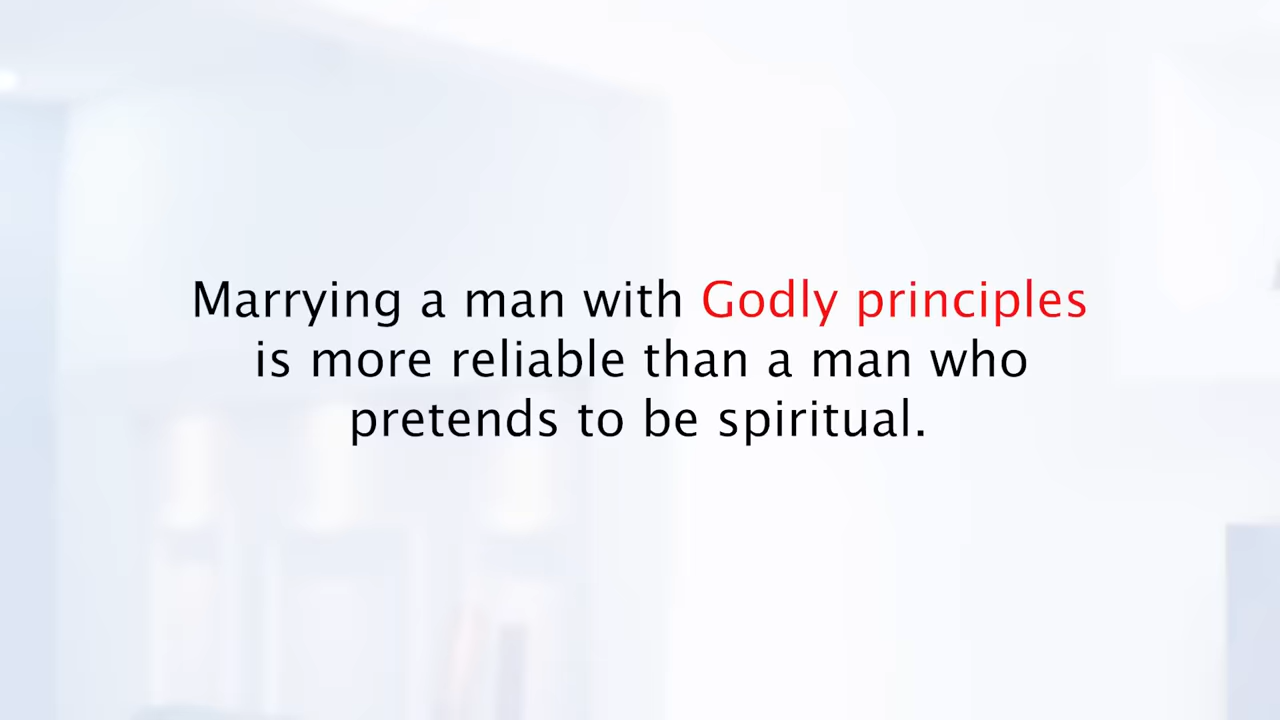 Marrying a man with Godly principles
is more reliable than a man who
pretends to be spiritual.